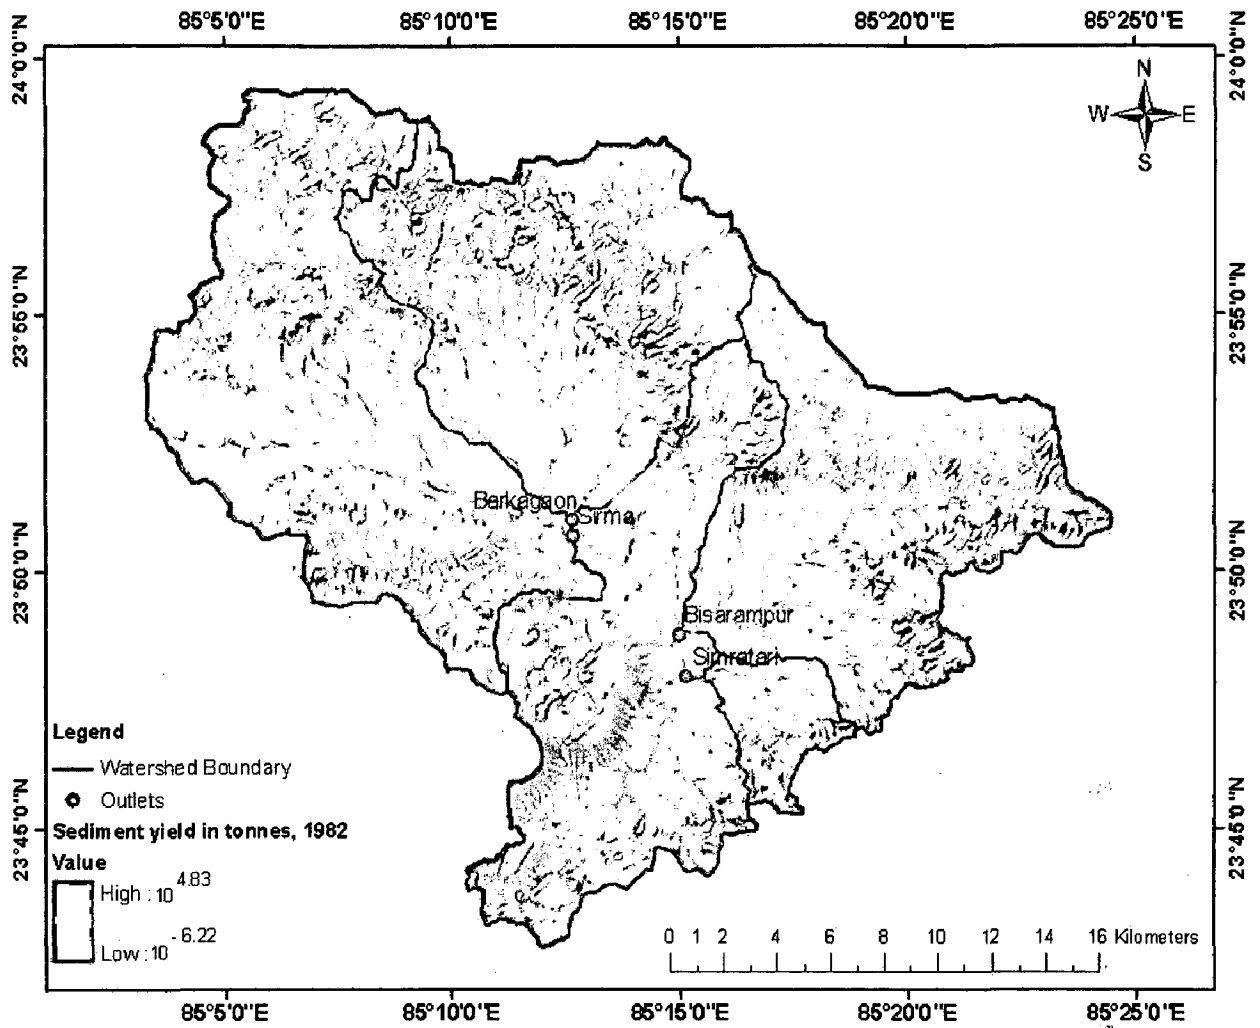 85°5'0"E 85°10'0"E 85°15'0"E 85°20'0"E 85°25'0"E
24°0'0"N 24°0'0"N
N
W E
S
23°55'0"N 23°55'0"N
Barkagaon
Sirma
23°50'0"N 23°50'0"N
Bisarampur
Simratari
Legend
Watershed Boundary
Outlets
Sediment yield in tonnes, 1982
Value
High : 10^4.83
Low : 10^-6.22
23°45'0"N 23°45'0"N
0 1 2 4 6 8 10 12 14 16 Kilometers
85°5'0"E 85°10'0"E 85°15'0"E 85°20'0"E 85°25'0"E